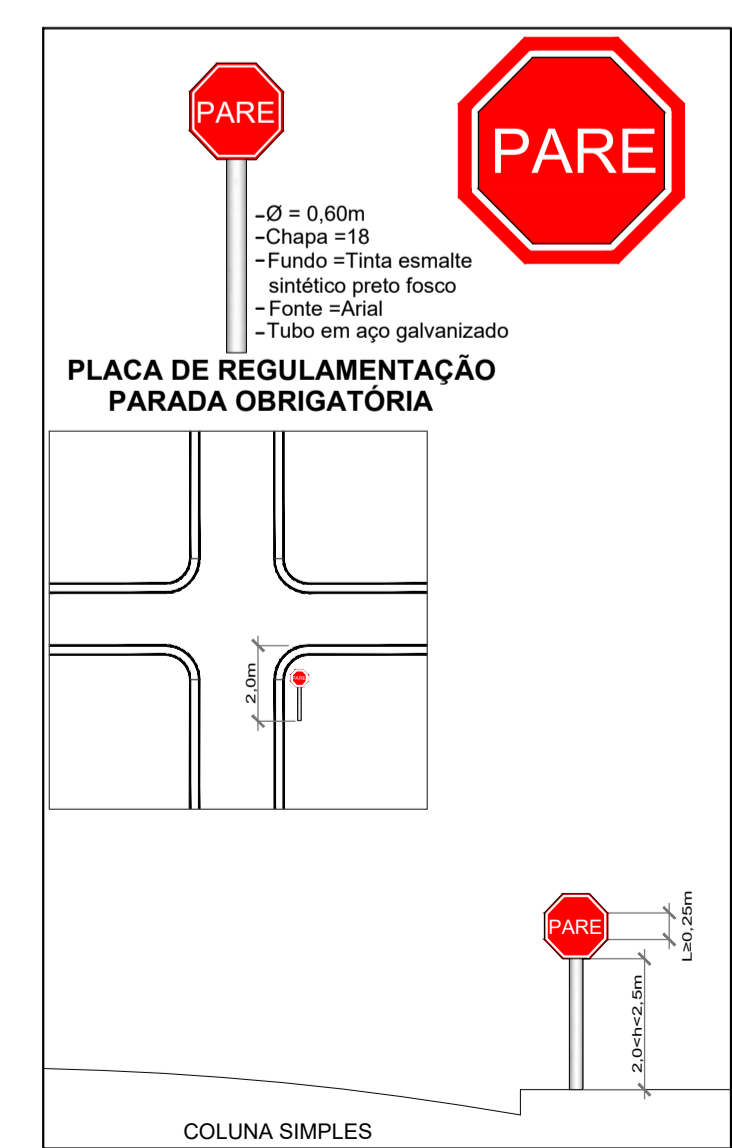 PARE
PARE
-Ø = 0,60m
-Chapa =18
-Fundo =Tinta esmalte
sintético preto fosco
-Fonte =Arial
-Tubo em aço galvanizado
PLACA DE REGULAMENTAÇÃO
PARADA OBRIGATÓRIA
2,0m
PARE
PARE
L≥0,25m
2,0<h<2,5m
COLUNA SIMPLES